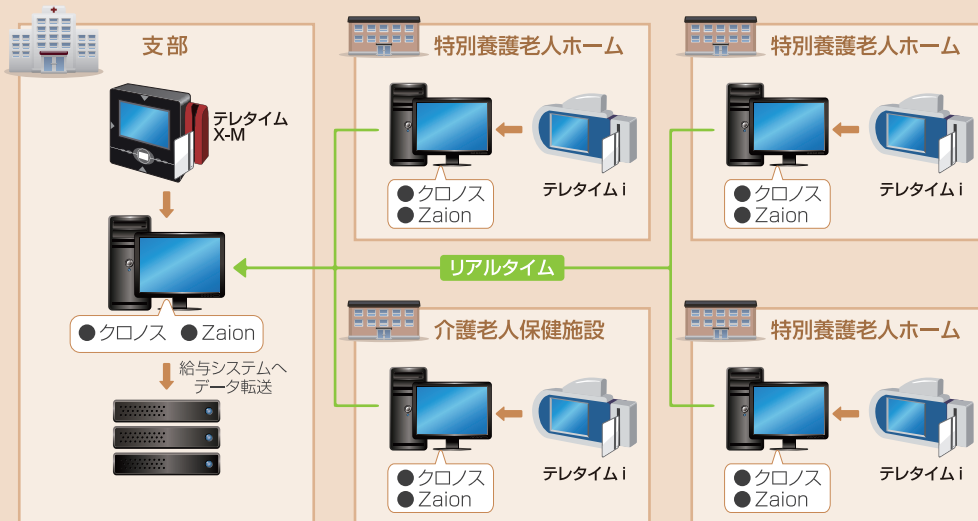 支部
テレタイム
X-M
●クロノス ●Zaion
給与システムへ
データ転送
特別養護老人ホーム
●クロノス
●Zaion
テレタイム i
特別養護老人ホーム
●クロノス
●Zaion
テレタイム i
リアルタイム
介護老人保健施設
●クロノス
●Zaion
テレタイム i
特別養護老人ホーム
●クロノス
●Zaion
テレタイム i